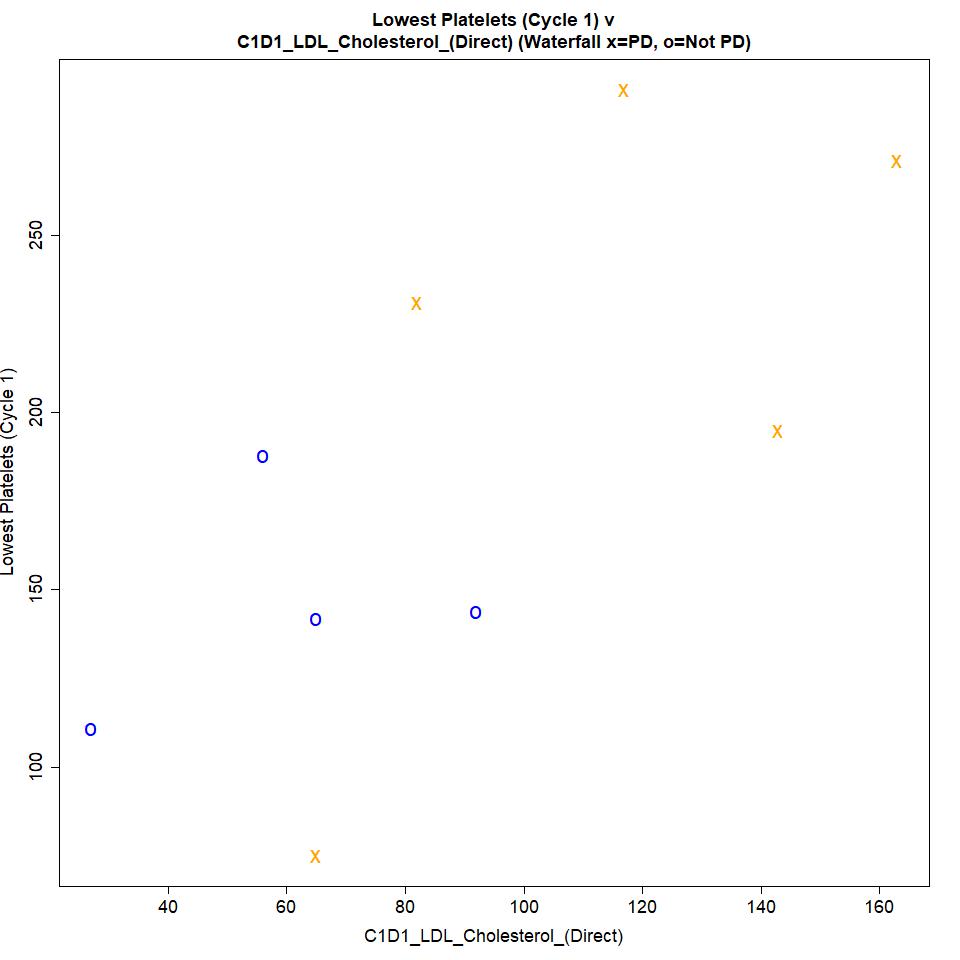 Lowest Platelets (Cycle 1) v
C1D1_LDL_Cholesterol_(Direct) (Waterfall x=PD, o=Not PD)
Lowest Platelets (Cycle 1)
250
200
150
100
X
X
X
X
X
O
O
O
O
40 60 80 100 120 140 160
C1D1_LDL_Cholesterol_(Direct)